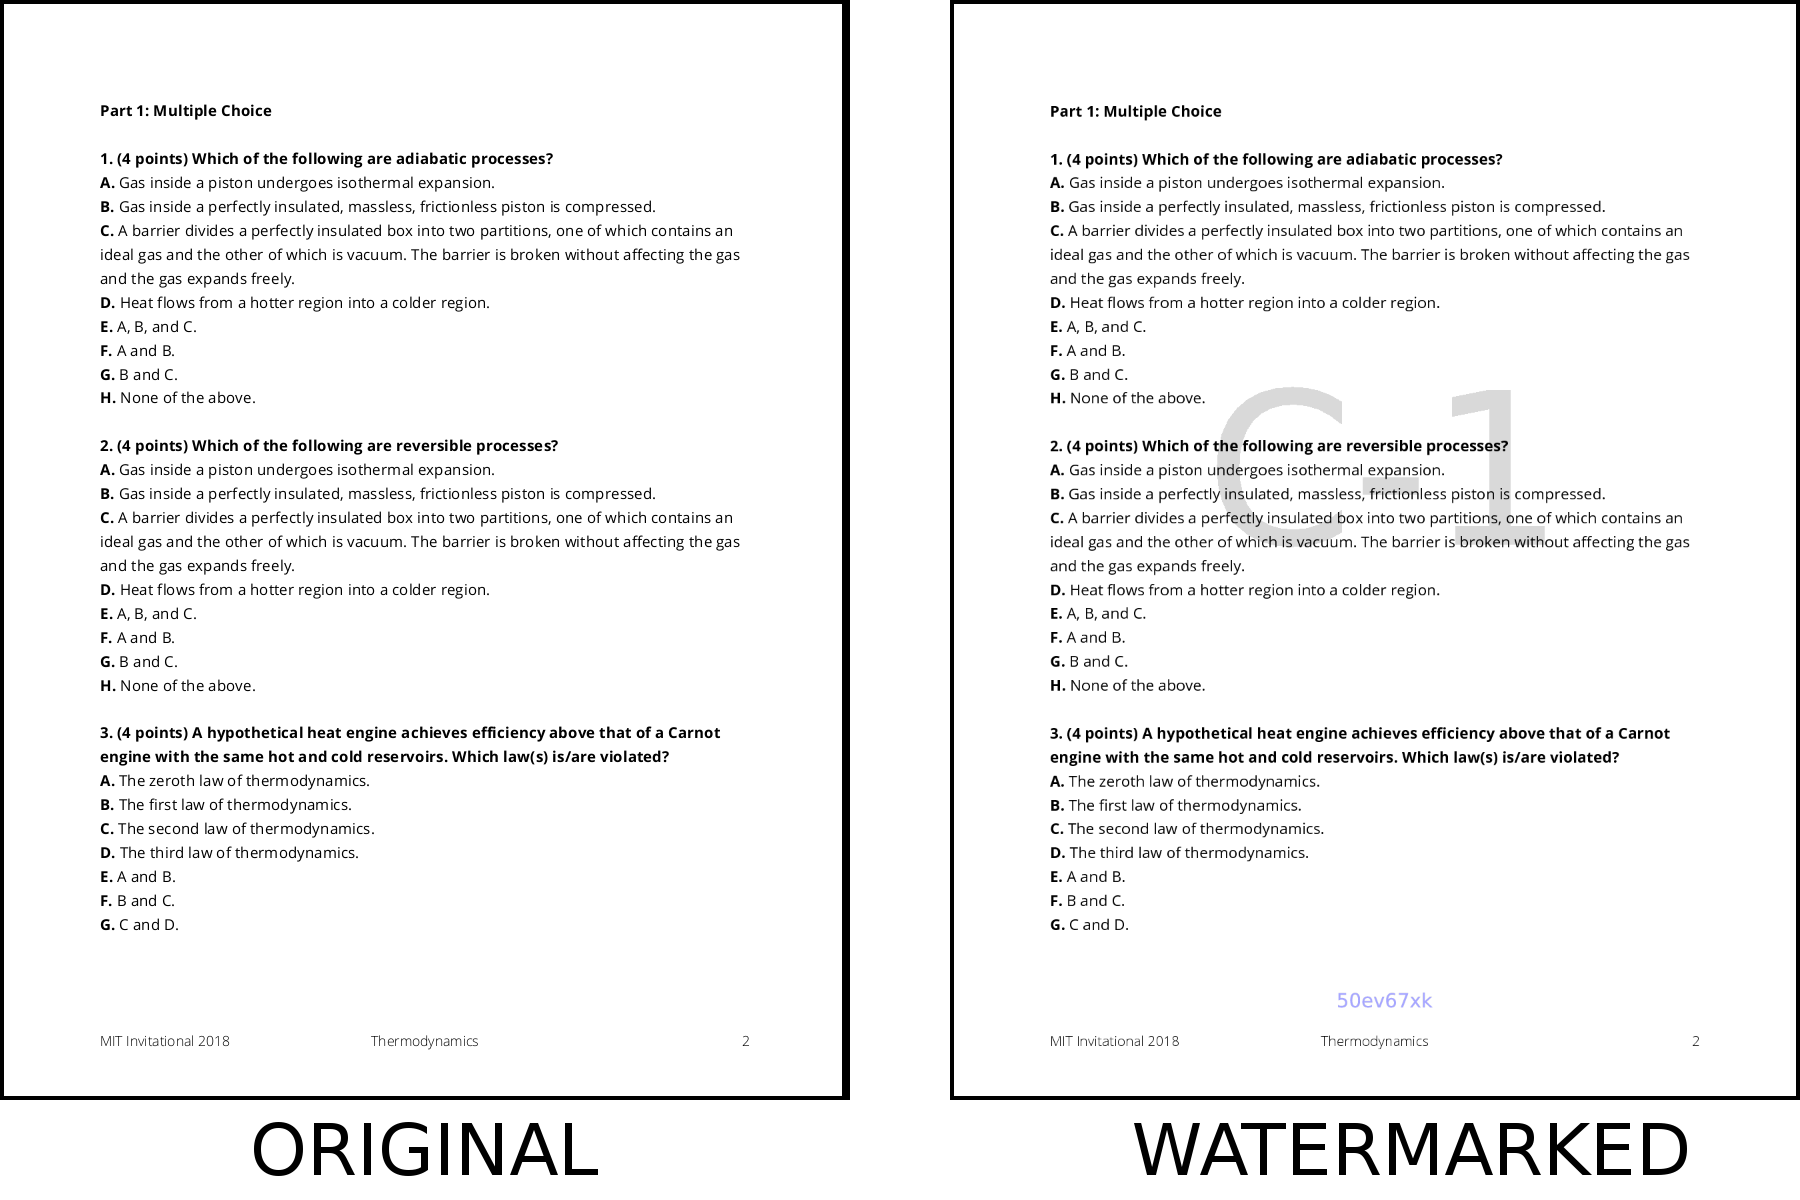 Part 1: Multiple Choice
1. (4 points) Which of the following are adiabatic processes?
A. Gas inside a piston undergoes isothermal expansion.
B. Gas inside a perfectly insulated, massless, frictionless piston is compressed.
C. A barrier divides a perfectly insulated box into two partitions, one of which contains an
ideal gas and the other of which is vacuum. The barrier is broken without affecting the gas
and the gas expands freely.
D. Heat flows from a hotter region into a colder region.
E. A, B, and C.
F. A and B.
G. B and C.
H. None of the above.
2. (4 points) Which of the following are reversible processes?
A. Gas inside a piston undergoes isothermal expansion.
B. Gas inside a perfectly insulated, massless, frictionless piston is compressed.
C. A barrier divides a perfectly insulated box into two partitions, one of which contains an
ideal gas and the other of which is vacuum. The barrier is broken without affecting the gas
and the gas expands freely.
D. Heat flows from a hotter region into a colder region.
E. A, B, and C.
F. A and B.
G. B and C.
H. None of the above.
3. (4 points) A hypothetical heat engine achieves efficiency above that of a Carnot
engine with the same hot and cold reservoirs. Which law(s) is/are violated?
A. The zeroth law of thermodynamics.
B. The first law of thermodynamics.
C. The second law of thermodynamics.
D. The third law of thermodynamics.
E. A and B.
F. B and C.
G. C and D.
MIT Invitational 2018 Thermodynamics 2
ORIGINAL
Part 1: Multiple Choice
1. (4 points) Which of the following are adiabatic processes?
A. Gas inside a piston undergoes isothermal expansion.
B. Gas inside a perfectly insulated, massless, frictionless piston is compressed.
C. A barrier divides a perfectly insulated box into two partitions, one of which contains an
ideal gas and the other of which is vacuum. The barrier is broken without affecting the gas
and the gas expands freely.
D. Heat flows from a hotter region into a colder region.
E. A, B, and C.
F. A and B.
G. B and C.
H. None of the above.
C-1
2. (4 points) Which of the following are reversible processes?
A. Gas inside a piston undergoes isothermal expansion.
B. Gas inside a perfectly insulated, massless, frictionless piston is compressed.
C. A barrier divides a perfectly insulated box into two partitions, one of which contains an
ideal gas and the other of which is vacuum. The barrier is broken without affecting the gas
and the gas expands freely.
D. Heat flows from a hotter region into a colder region.
E. A, B, and C.
F. A and B.
G. B and C.
H. None of the above.
3. (4 points) A hypothetical heat engine achieves efficiency above that of a Carnot
engine with the same hot and cold reservoirs. Which law(s) is/are violated?
A. The zeroth law of thermodynamics.
B. The first law of thermodynamics.
C. The second law of thermodynamics.
D. The third law of thermodynamics.
E. A and B.
F. B and C.
G. C and D.
50ev67xk
MIT Invitational 2018 Thermodynamics 2
WATERMARKED